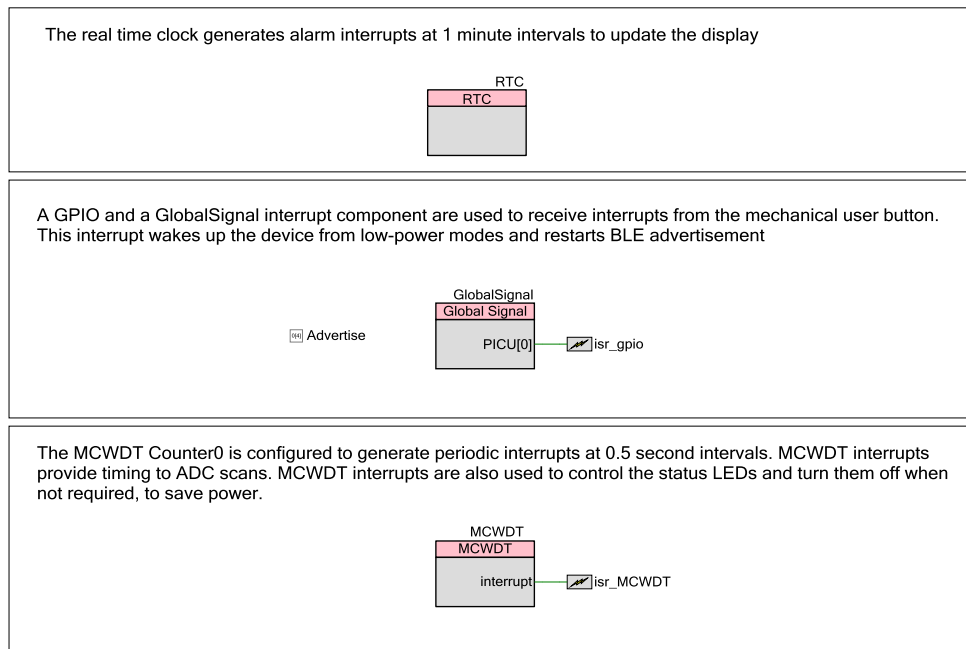 The real time clock generates alarm interrupts at 1 minute intervals to update the display
RTC
RTC
A GPIO and a GlobalSignal interrupt component are used to receive interrupts from the mechanical user button.
This interrupt wakes up the device from low-power modes and restarts BLE advertisement
GlobalSignal
Global Signal
Advertise
PICU[0]
isr_gpio
The MCWDT Counter0 is configured to generate periodic interrupts at 0.5 second intervals. MCWDT interrupts
provide timing to ADC scans. MCWDT interrupts are also used to control the status LEDs and turn them off when
not required, to save power.
MCWDT
MCWDT
interrupt
isr_MCWDT